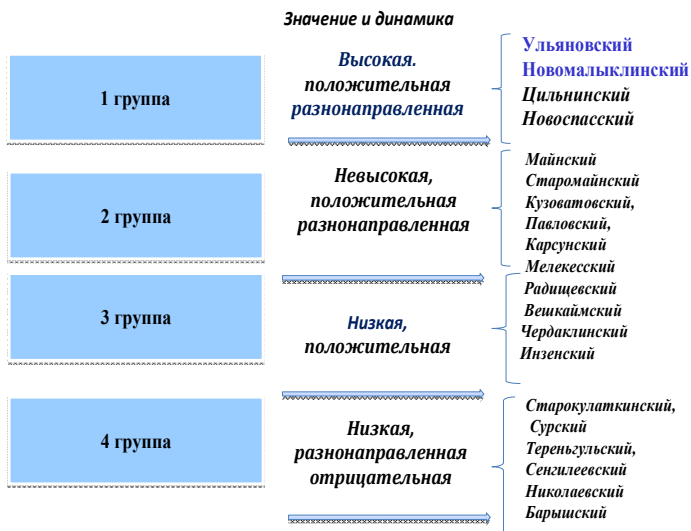 Значение и динамика
1 группа
Высокая.
положительная
разнонаправленная
Ульяновский
Новомалыклинский
Цильнинский
Новоспасский
2 группа
Невысокая,
положительная
разнонаправленная
Майнский
Старомайнский
Кузоватовский,
Павловский,
Карсунский
Мелекесский
3 группа
Низкая,
положительная
Радищевский
Вешкаймский
Чердаклинский
Инзенский
4 группа
Низкая,
разнонаправленная
отрицательная
Старокулаткинский,
Сурский
Тереньгульский,
Сенгилеевский
Николаевский
Барышский